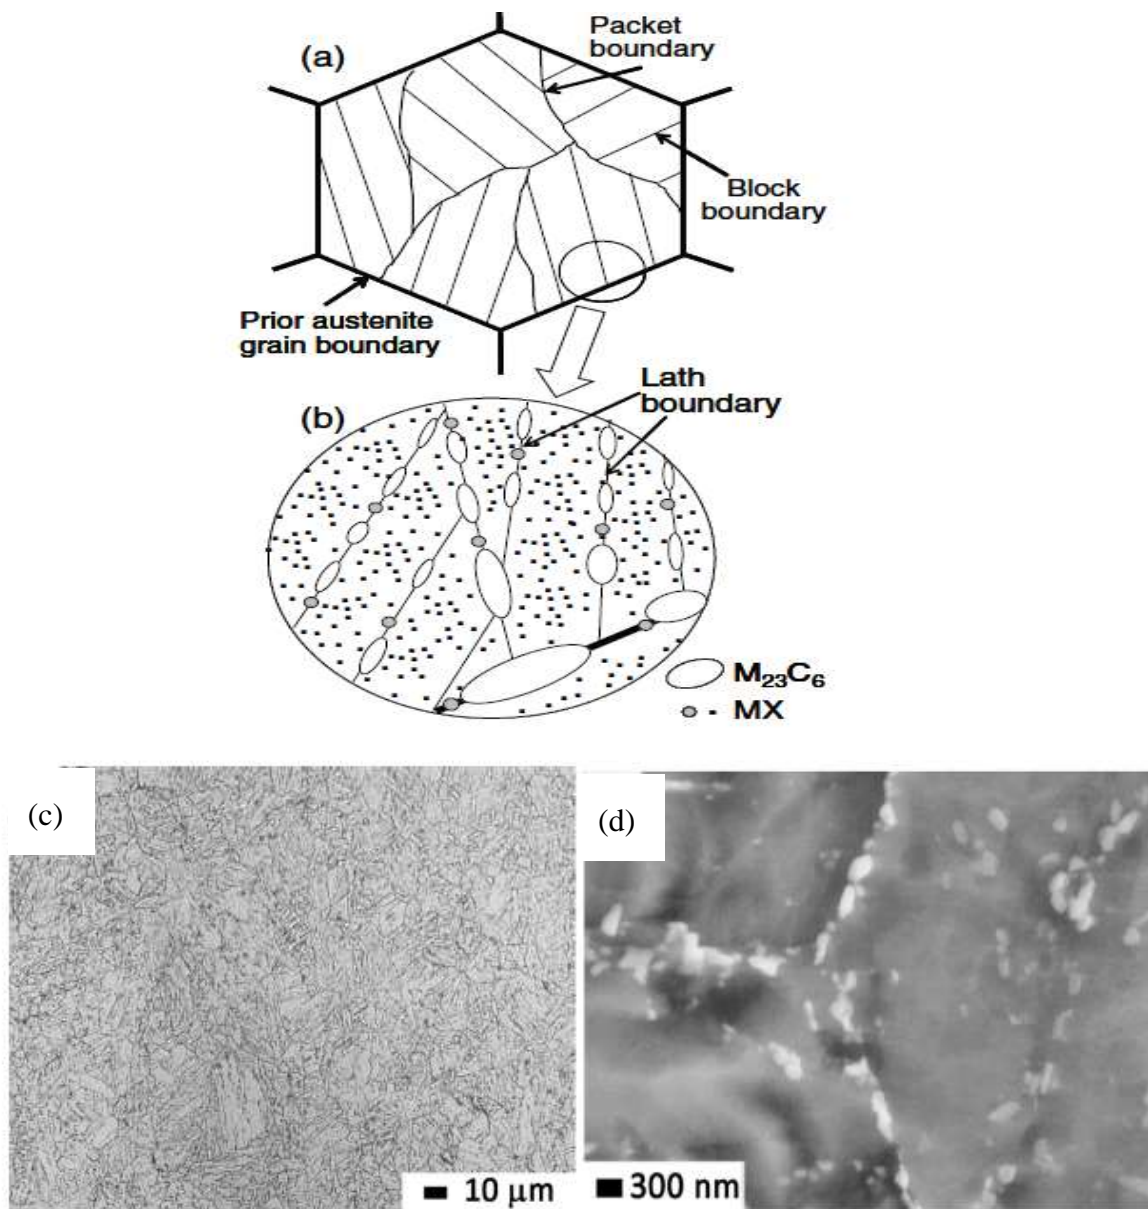 (a)
Packet
boundary
Block
boundary
Prior austenite
grain boundary
(b)
Lath
boundary
M₂₃C₆
MX
(c)
10 µm
(d)
300 nm